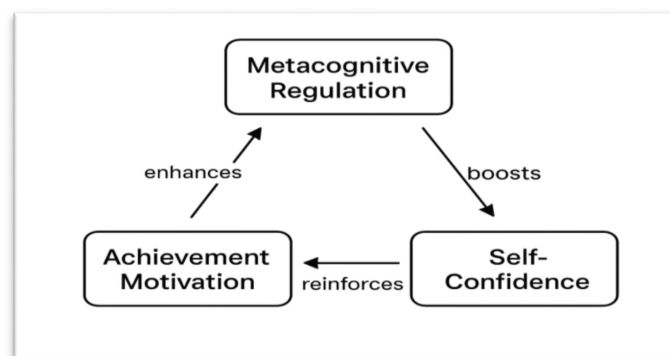 Metacognitive
Regulation
enhances
boosts
Achievement
Motivation
reinforces
Self-
Confidence